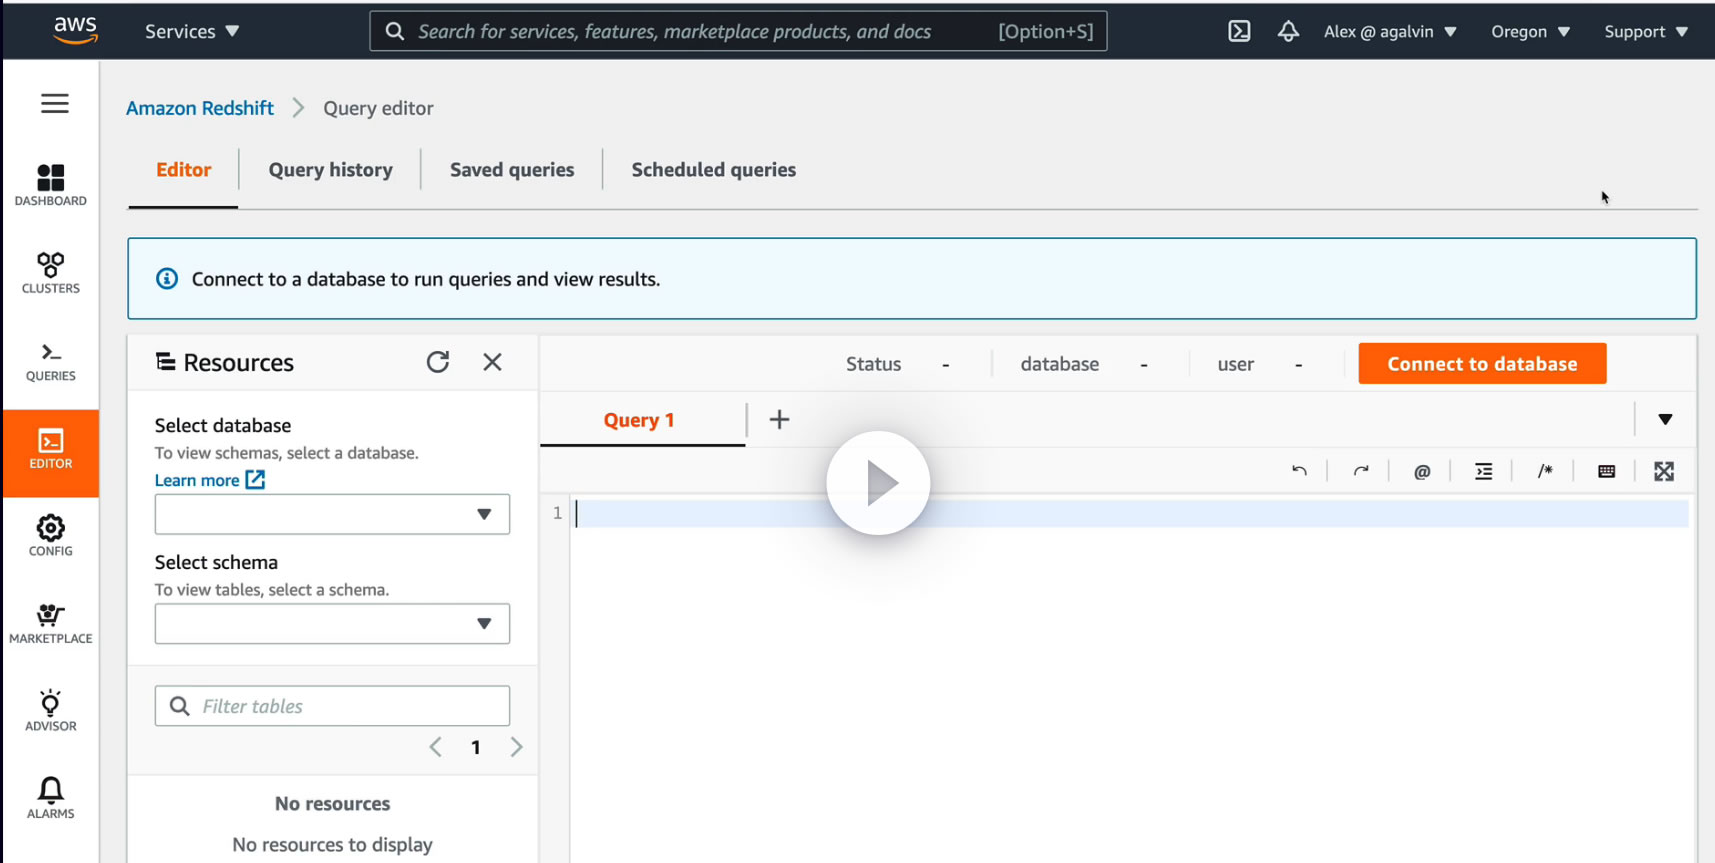 aws Services Search for services, features, marketplace products, and docs [Option+S] Alex @ agalvin Oregon Support
Amazon Redshift Query editor
Editor Query history Saved queries Scheduled queries
DASHBOARD
CLUSTERS
QUERIES
EDITOR
CONFIG
MARKETPLACE
ADVISOR
ALARMS
Connect to a database to run queries and view results.
Resources
Select database
To view schemas, select a database.
Learn more
Select schema
To view tables, select a schema.
Filter tables
1
No resources
No resources to display
Status - database - user - Connect to database
Query 1 +
@ /*
1